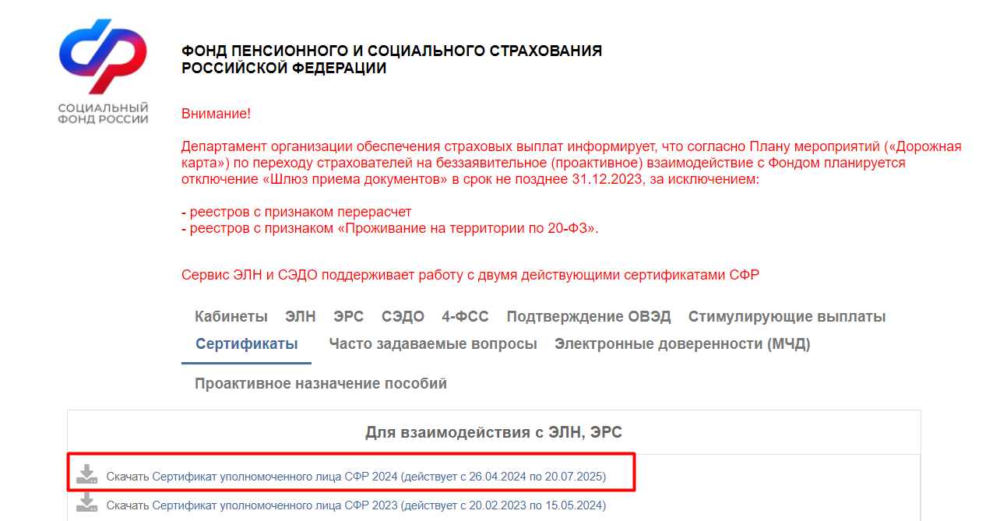 СОЦИАЛЬНЫЙ
ФОНД РОССИИ
ФОНД ПЕНСИОННОГО И СОЦИАЛЬНОГО СТРАХОВАНИЯ
РОССИЙСКОЙ ФЕДЕРАЦИИ
Внимание!
Департамент организации обеспечения страховых выплат информирует, что согласно Плану мероприятий («Дорожная
карта») по переходу страхователей на беззаявительное (проактивное) взаимодействие с Фондом планируется
отключение «Шлюз приема документов» в срок не позднее 31.12.2023, за исключением:
- реестров с признаком перерасчет
- реестров с признаком «Проживание на территории по 20-ФЗ».
Сервис ЭЛН и СЭДО поддерживает работу с двумя действующими сертификатами СФР
Кабинеты ЭЛН ЭРС СЭДО 4-ФСС Подтверждение ОВЭД Стимулирующие выплаты
Сертификаты Часто задаваемые вопросы Электронные доверенности (МЧД)
Проактивное назначение пособий
Для взаимодействия с ЭЛН, ЭРС
Скачать Сертификат уполномоченного лица СФР 2024 (действует с 26.04.2024 по 20.07.2025)
Скачать Сертификат уполномоченного лица СФР 2023 (действует с 20.02.2023 по 15.05.2024)